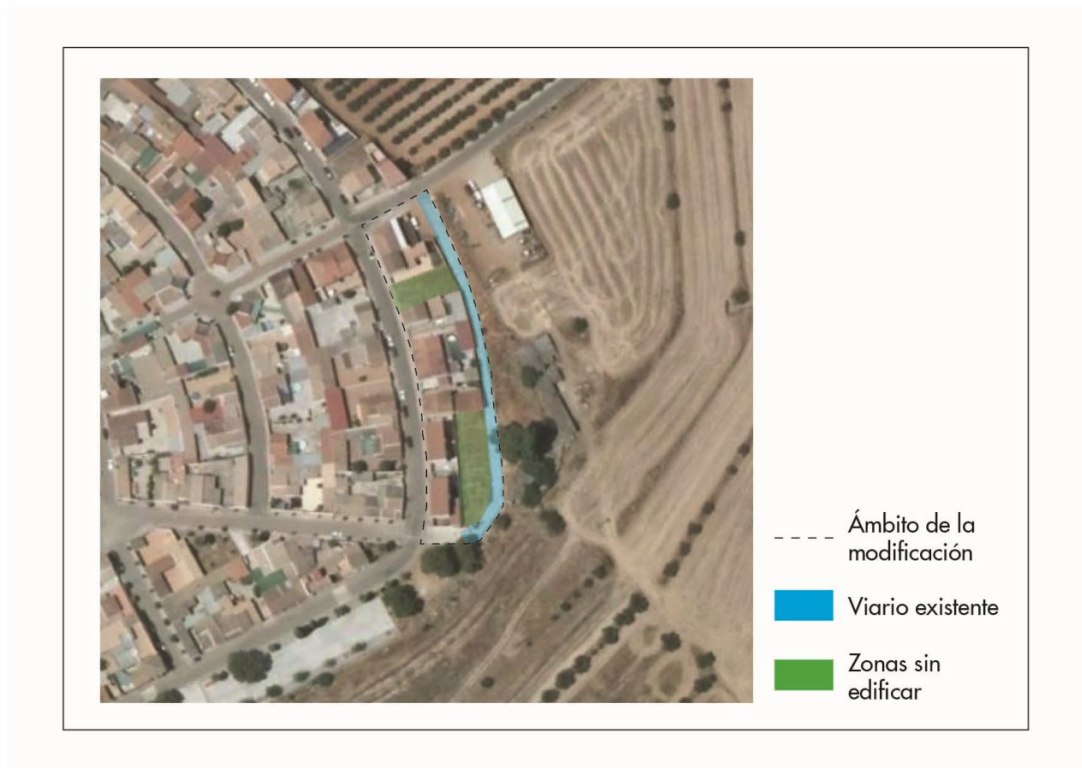 Ámbito de la
modificación
Viario existente
Zonas sin
edificar